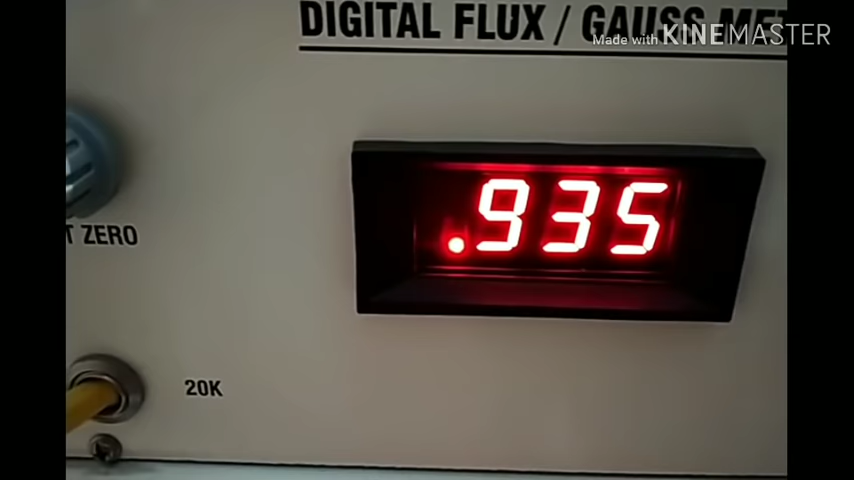 DIGITAL FLUX / GAUSS MET
Made with KINEMASTER
.935
T ZERO
20K